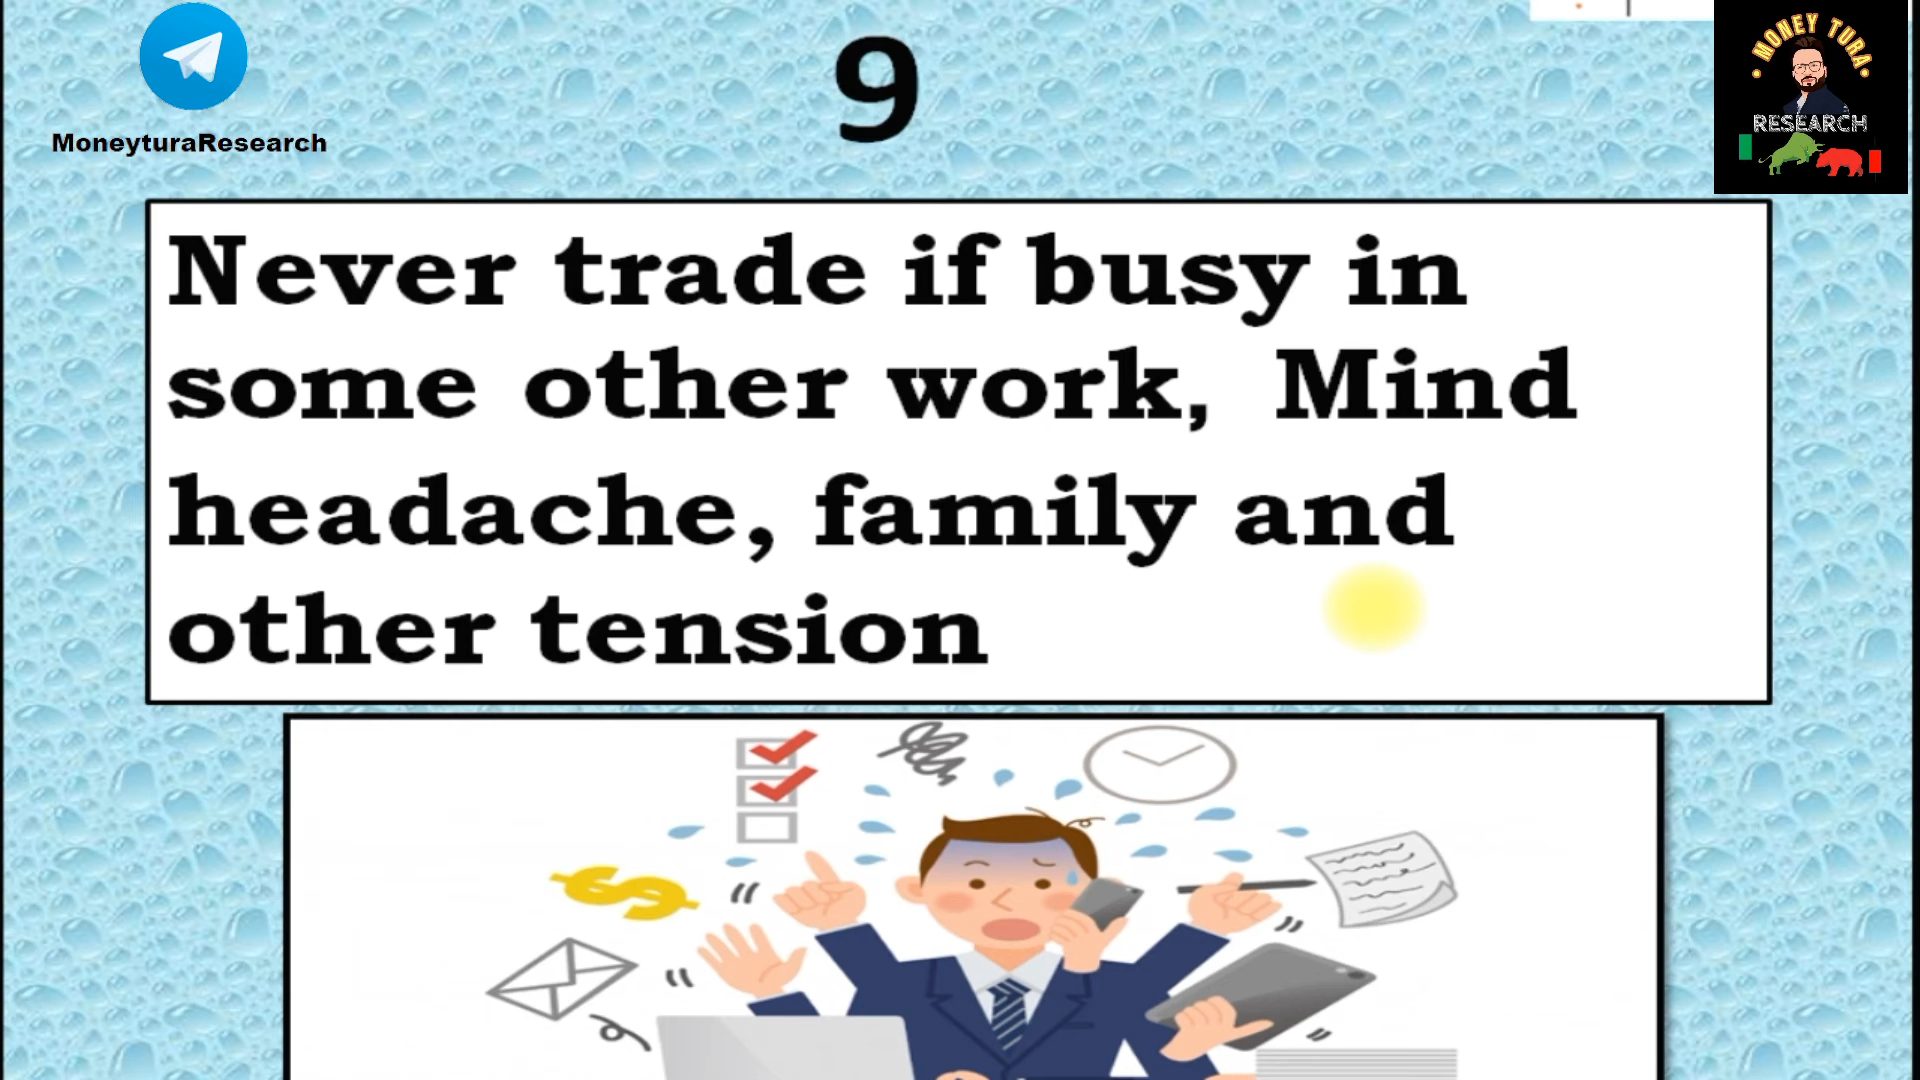 9
MoneyturaResearch
MONEY TURA
RESEARCH
Never trade if busy in
some other work, Mind
headache, family and
other tension